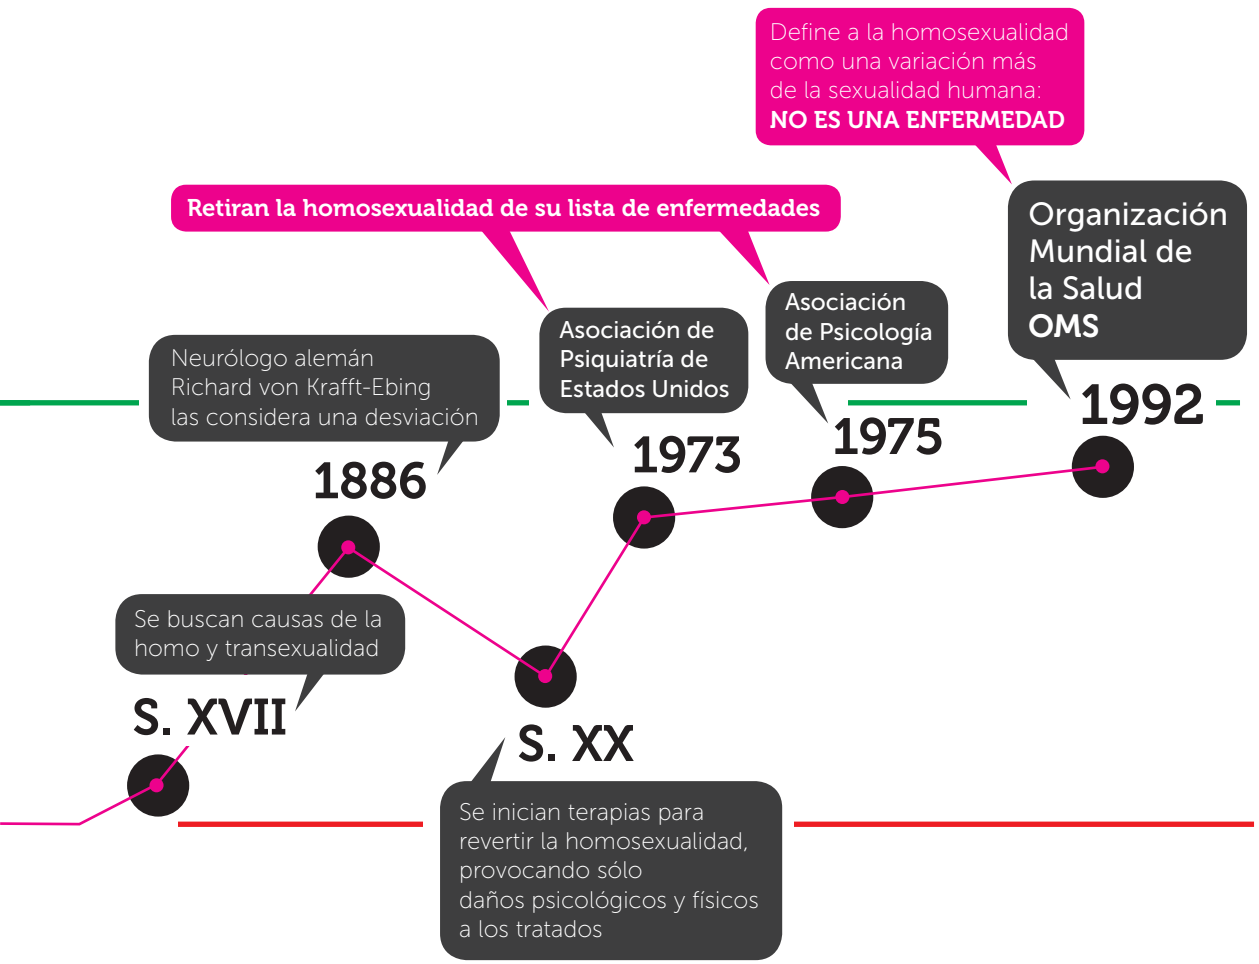 Define a la homosexualidad
como una variación más
de la sexualidad humana:
NO ES UNA ENFERMEDAD
Retiran la homosexualidad de su lista de enfermedades
Organización
Mundial de
la Salud
OMS
1992
Asociación
de Psicología
Americana
1975
Asociación de
Psiquiatría de
Estados Unidos
1973
Neurólogo alemán
Richard von Krafft-Ebing
las considera una desviación
1886
Se buscan causas de la
homo y transexualidad
S. XVII
S. XX
Se inician terapias para
revertir la homosexualidad,
provocando sólo
daños psicológicos y físicos
a los tratados